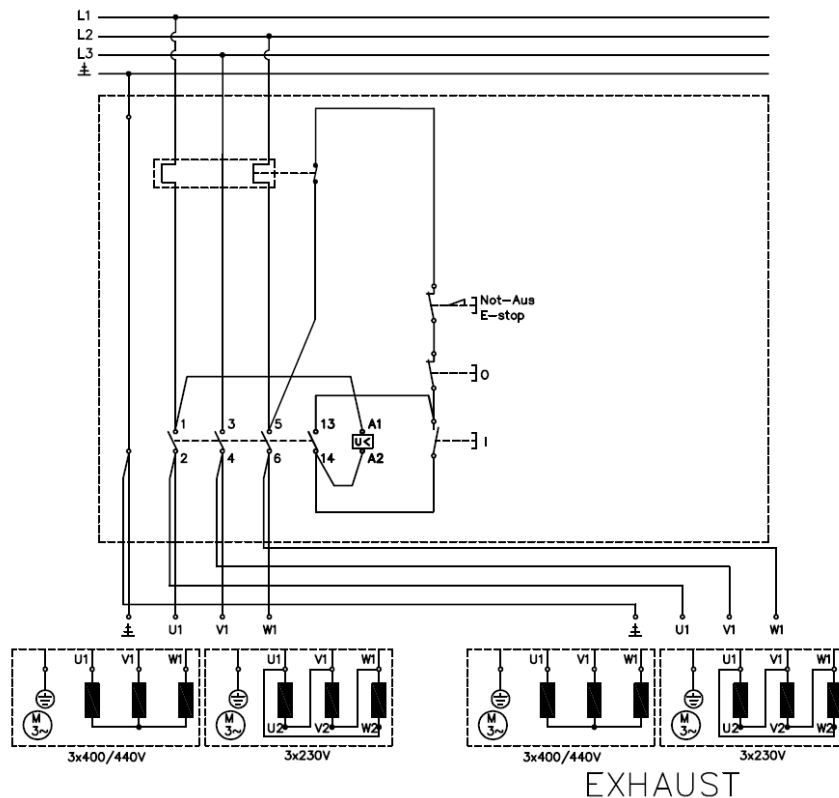 L1
L2
L3
Not-Aus
E-stop
O
1 3 5 13 A1
U<
I
2 4 6 14 A2
U1 V1 W1 U1 V1 W1
U1 V1 W1 U1 V1 W1 U1 V1 W1 U1 V1 W1
M
3~
M
3~
U2 V2 W2
M
3~
M
3~
U2 V2 W2
3x400/440V 3x230V 3x400/440V 3x230V
EXHAUST